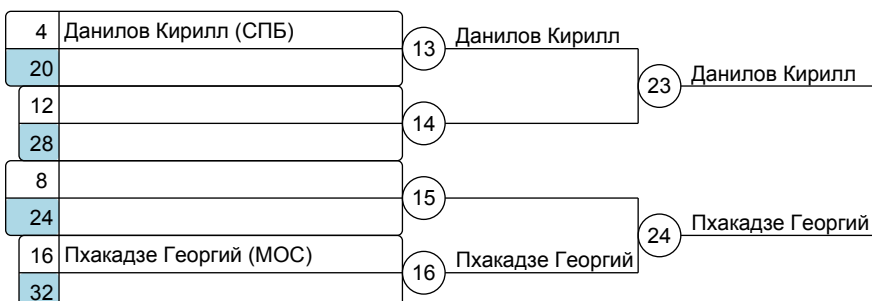 4 Данилов Кирилл (СПБ)
13 Данилов Кирилл
20
23 Данилов Кирилл
12
14
28
8
15
24
24 Пхакадзе Георгий
16 Пхакадзе Георгий (МОС)
16 Пхакадзе Георгий
32